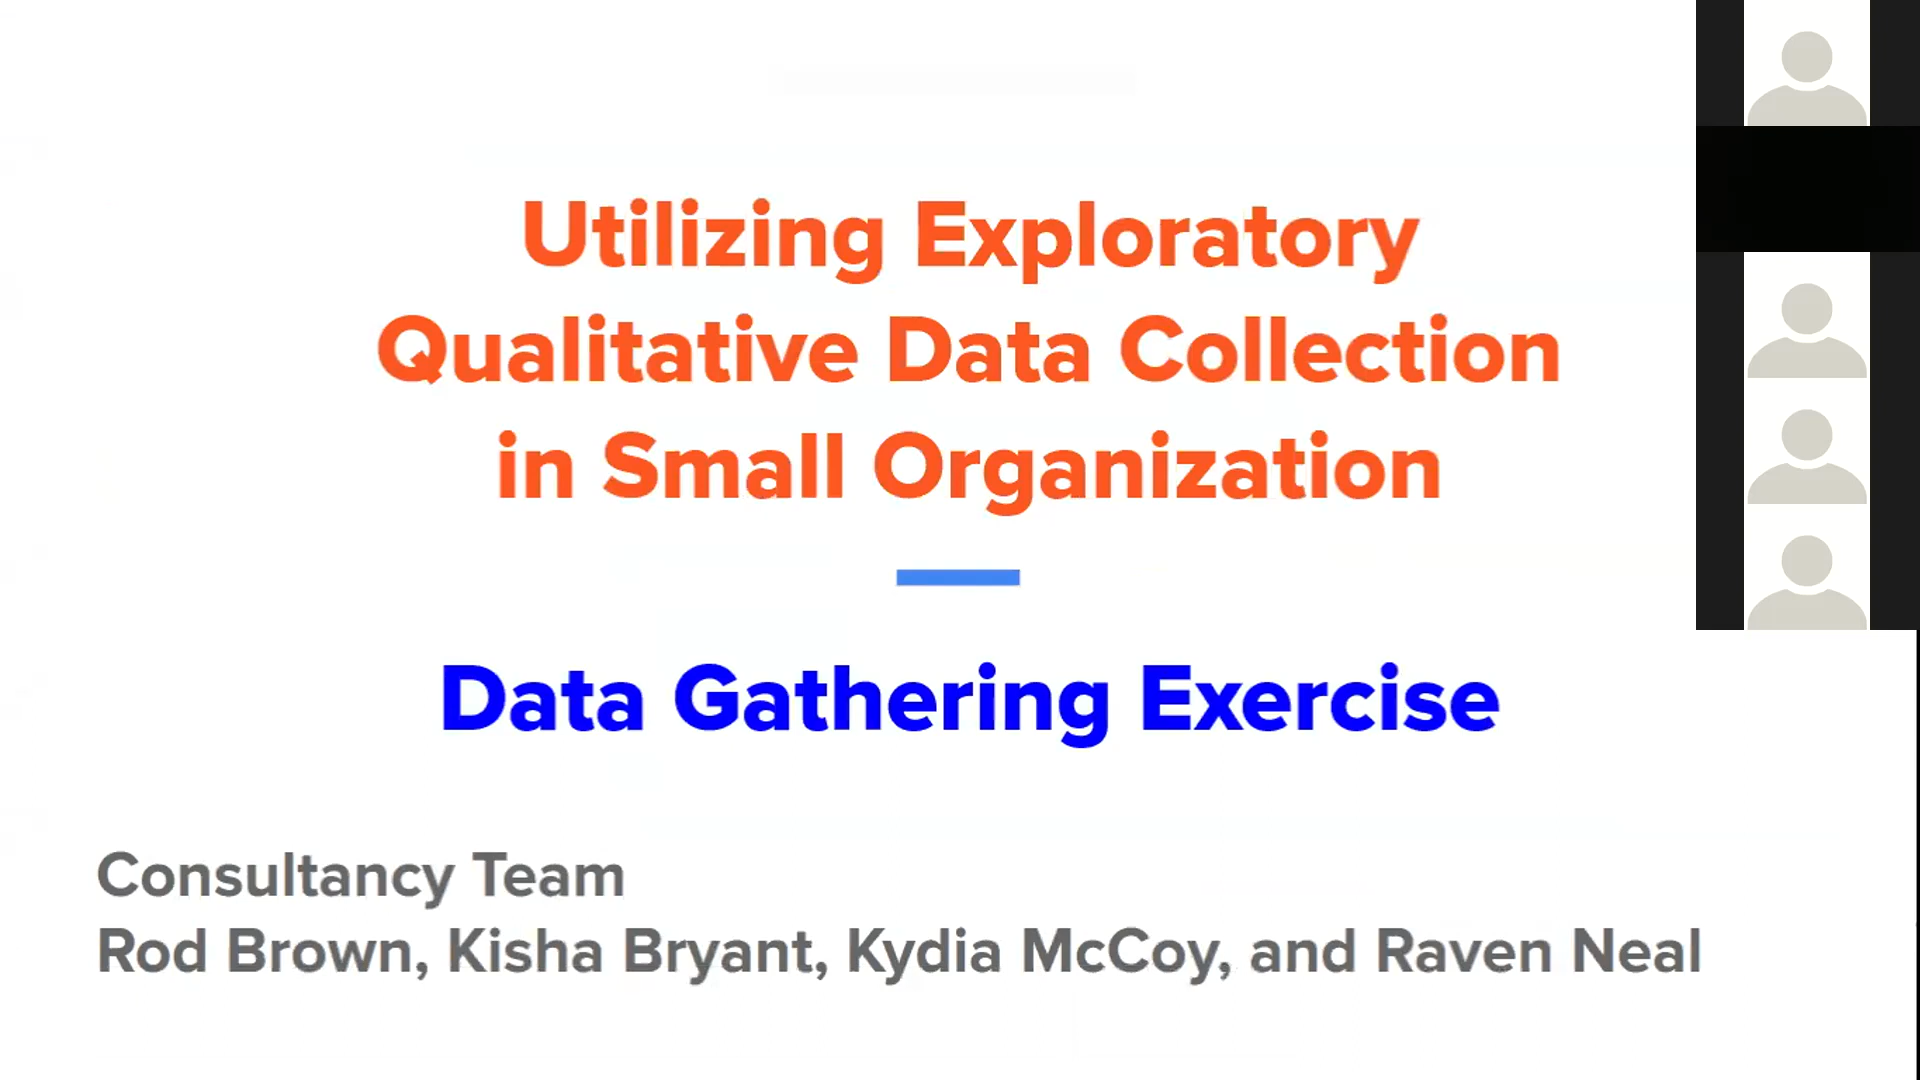 Utilizing Exploratory
Qualitative Data Collection
in Small Organization
Data Gathering Exercise
Consultancy Team
Rod Brown, Kisha Bryant, Kydia McCoy, and Raven Neal